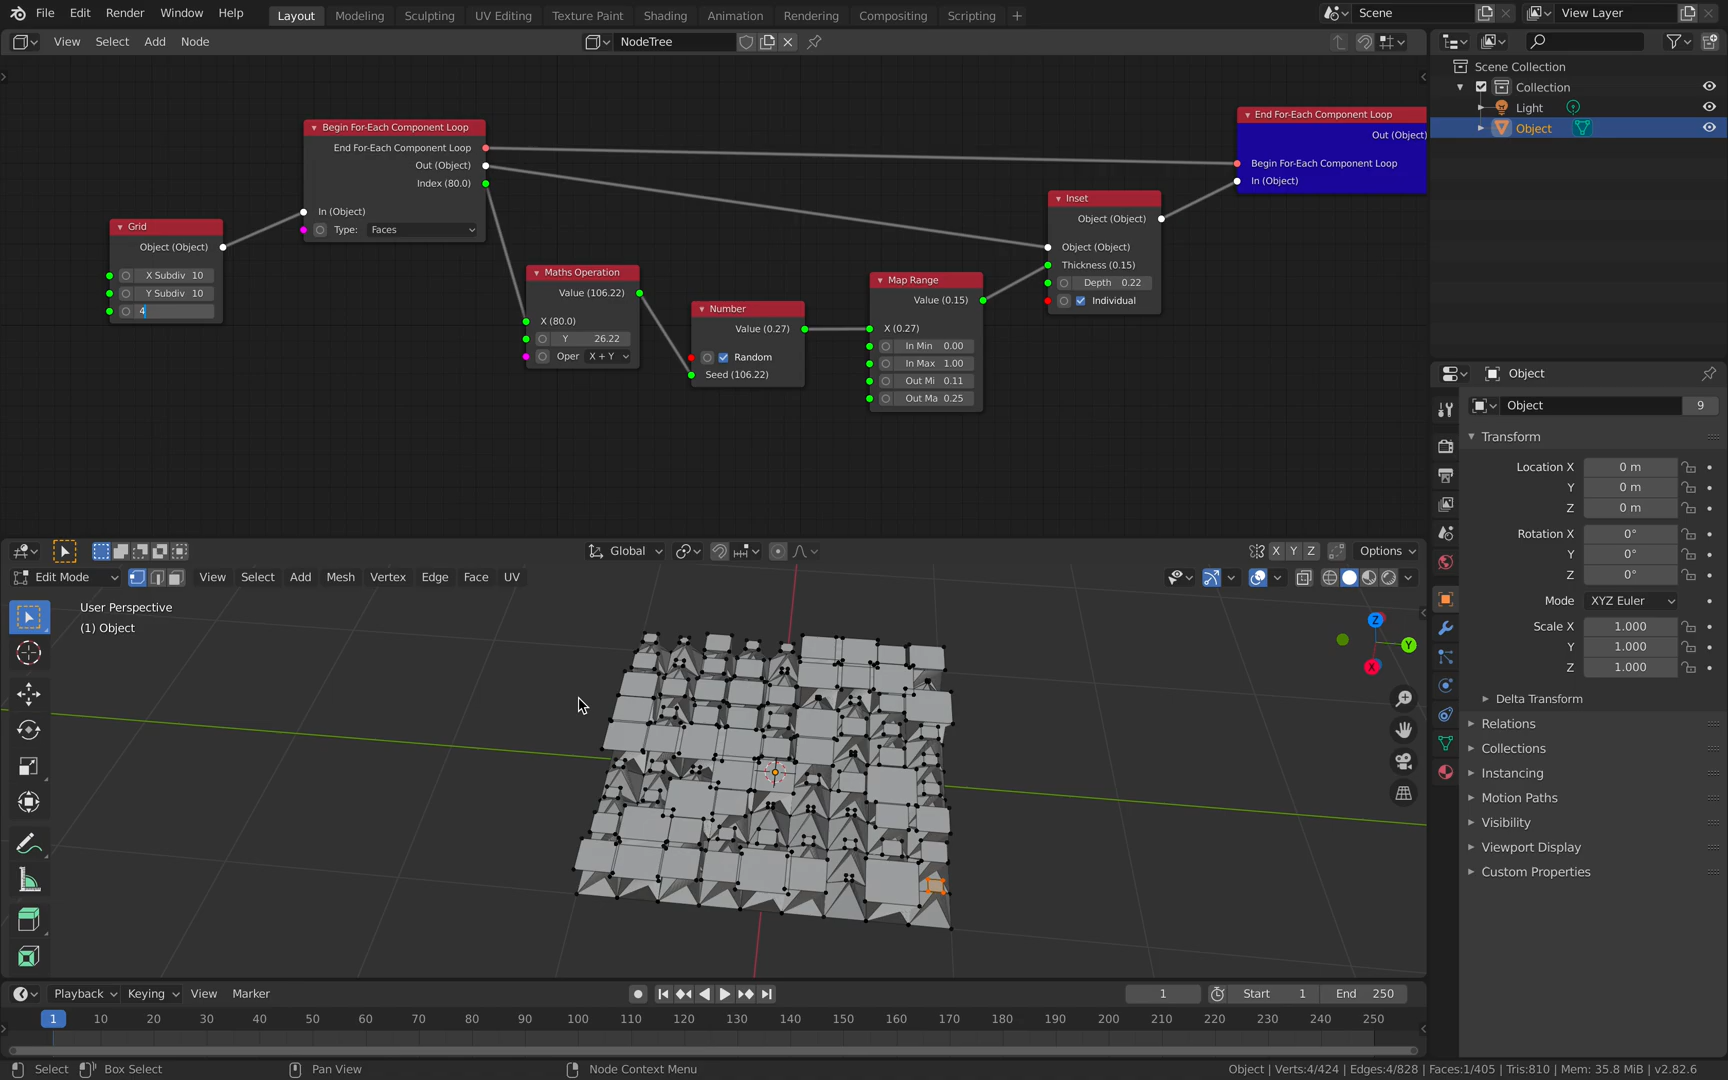 File Edit Render Window Help Layout Modeling Sculpting UV Editing Texture Paint Shading Animation Rendering Compositing Scripting + Scene View Layer
View Select Add Node NodeTree
Scene Collection
Collection
Light
Object
Begin For-Each Component Loop
End For-Each Component Loop
Out (Object)
Index (80.0)
In (Object)
Type: Faces
Grid
Object (Object)
X Subdiv 10
Y Subdiv 10
4
Maths Operation
Value (106.22)
X (80.0)
Y 26.22
Oper X + Y
Number
Value (0.27)
Random
Seed (106.22)
Map Range
Value (0.15)
X (0.27)
In Min 0.00
In Max 1.00
Out Mi 0.11
Out Ma 0.25
Inset
Object (Object)
Object (Object)
Thickness (0.15)
Depth 0.22
Individual
End For-Each Component Loop
Out (Object)
Begin For-Each Component Loop
In (Object)
Object
Object 9
Transform
Location X 0 m
Y 0 m
Z 0 m
Rotation X 0°
Y 0°
Z 0°
Mode XYZ Euler
Scale X 1.000
Y 1.000
Z 1.000
Delta Transform
Relations
Collections
Instancing
Motion Paths
Visibility
Viewport Display
Custom Properties
Global X Y Z Options
Edit Mode View Select Add Mesh Vertex Edge Face UV
User Perspective
(1) Object
Z
Y
X
Playback Keying View Marker 1 Start 1 End 250
1 10 20 30 40 50 60 70 80 90 100 110 120 130 140 150 160 170 180 190 200 210 220 230 240 250
Select Box Select Pan View Node Context Menu Object | Verts:4/424 | Edges:4/828 | Faces:1/405 | Tris:810 | Mem: 35.8 MiB | v2.82.6